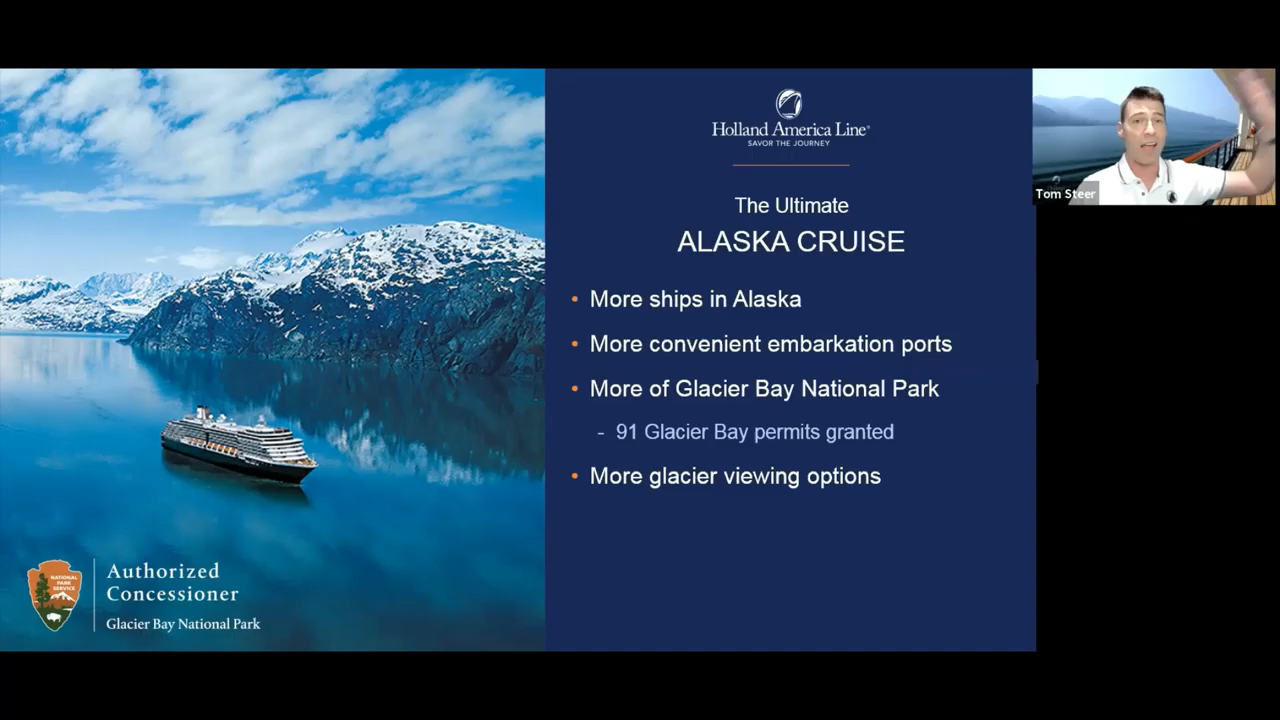 Holland America Line®
SAVOR THE JOURNEY
The Ultimate
ALASKA CRUISE
• More ships in Alaska
• More convenient embarkation ports
• More of Glacier Bay National Park
- 91 Glacier Bay permits granted
• More glacier viewing options
NATIONAL
PARK
SERVICE
Authorized
Concessioner
Glacier Bay National Park
Tom Steer